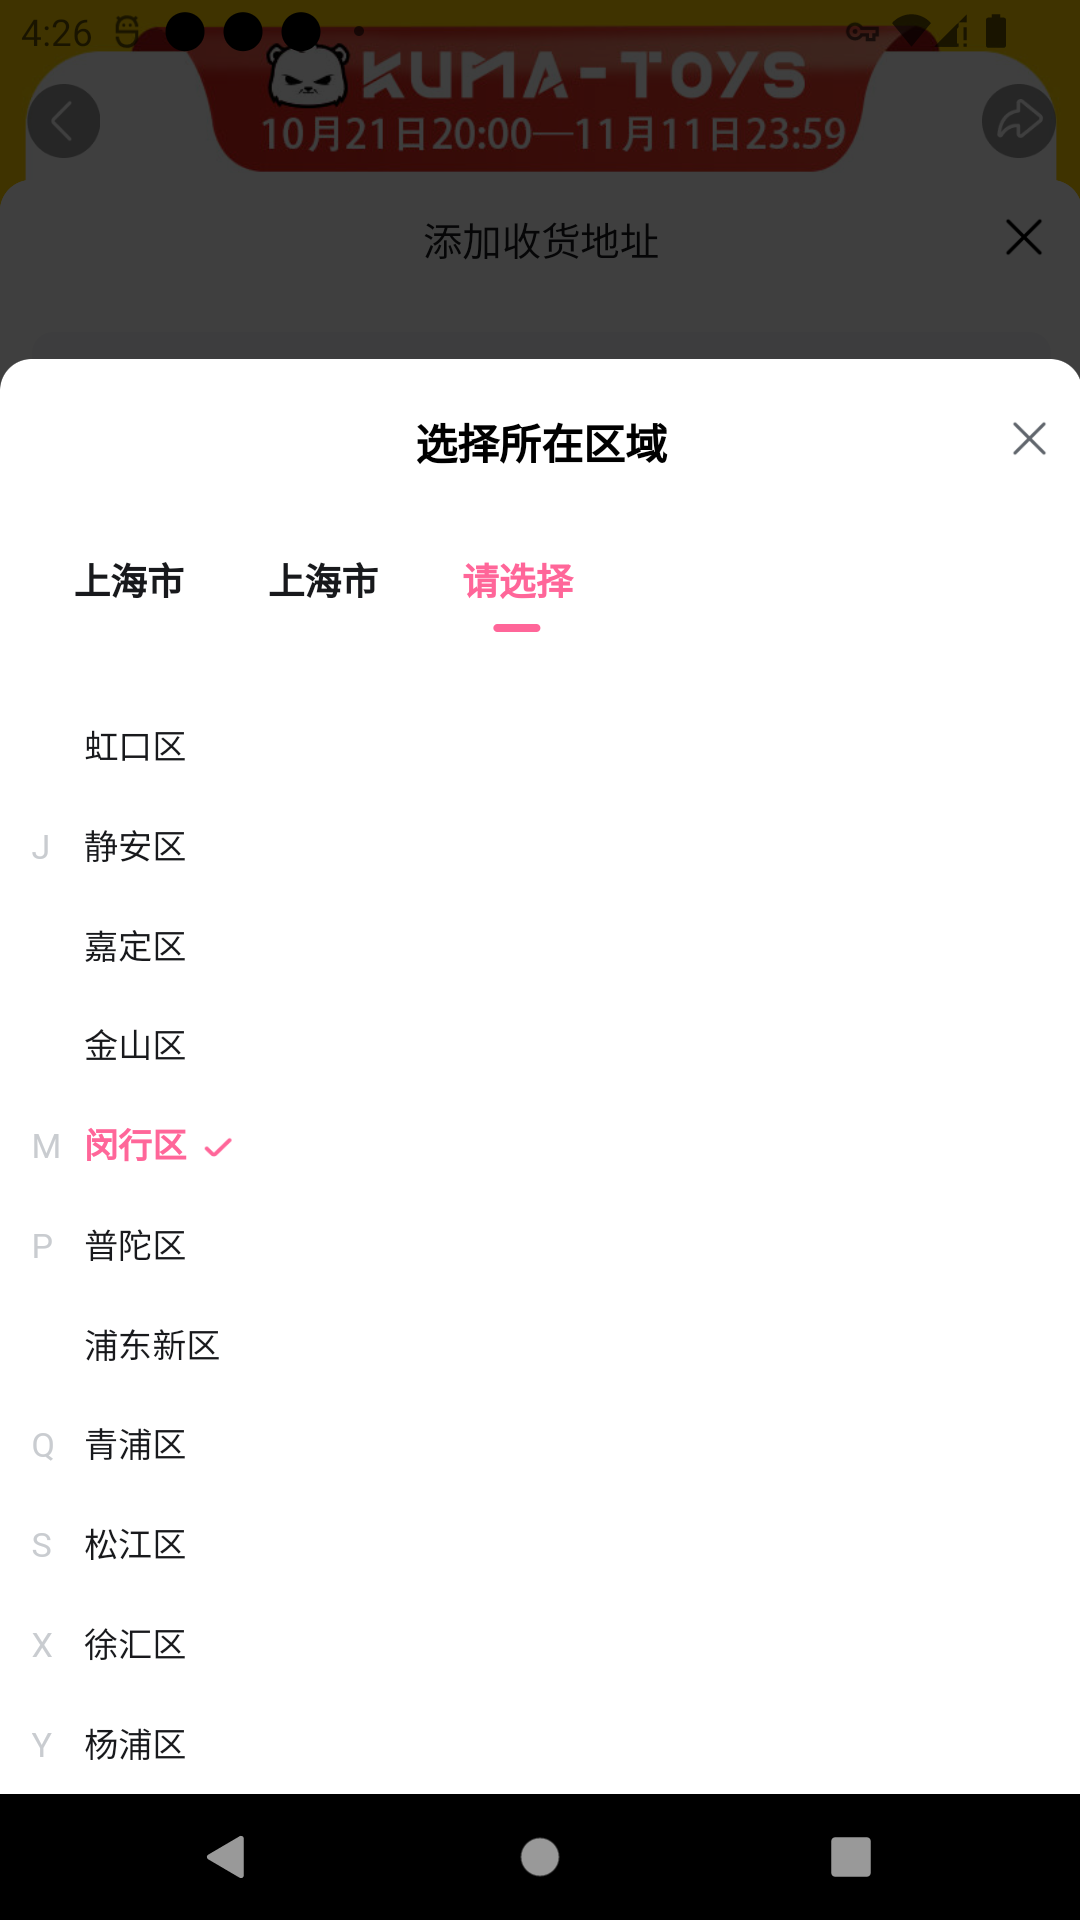 4:26
KUMA-TOYS
10月21日20:00—11月11日23:59
添加收货地址
选择所在区域
上海市 上海市 请选择
虹口区
J 静安区
嘉定区
金山区
M 闵行区
P 普陀区
浦东新区
Q 青浦区
S 松江区
X 徐汇区
Y 杨浦区